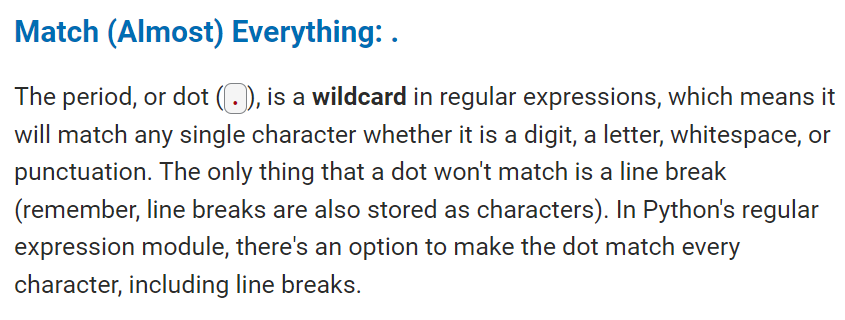 Match (Almost) Everything: .
The period, or dot (.), is a wildcard in regular expressions, which means it
will match any single character whether it is a digit, a letter, whitespace, or
punctuation. The only thing that a dot won't match is a line break
(remember, line breaks are also stored as characters). In Python's regular
expression module, there's an option to make the dot match every
character, including line breaks.